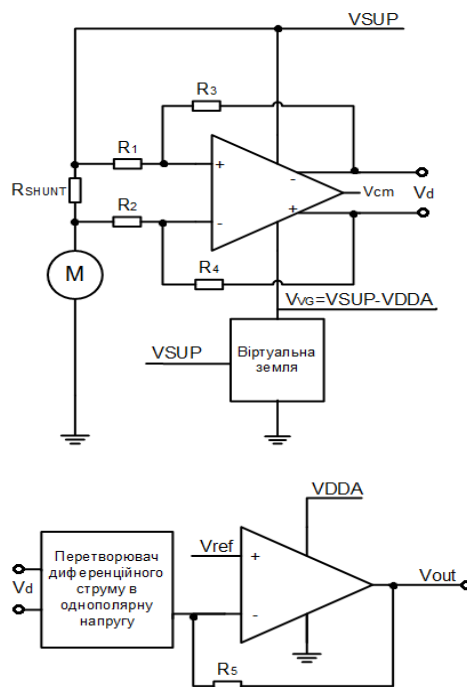 VSUP
R3
R1
+
RSHUNT
-
Vcm
Vd
R2
+
-
M
R4
VVG=VSUP-VDDA
VSUP
Віртуальна
земля
VDDA
Перетворювач
диференційного
струму в
однополярну
напругу
Vref
+
Vd
Vout
-
R5